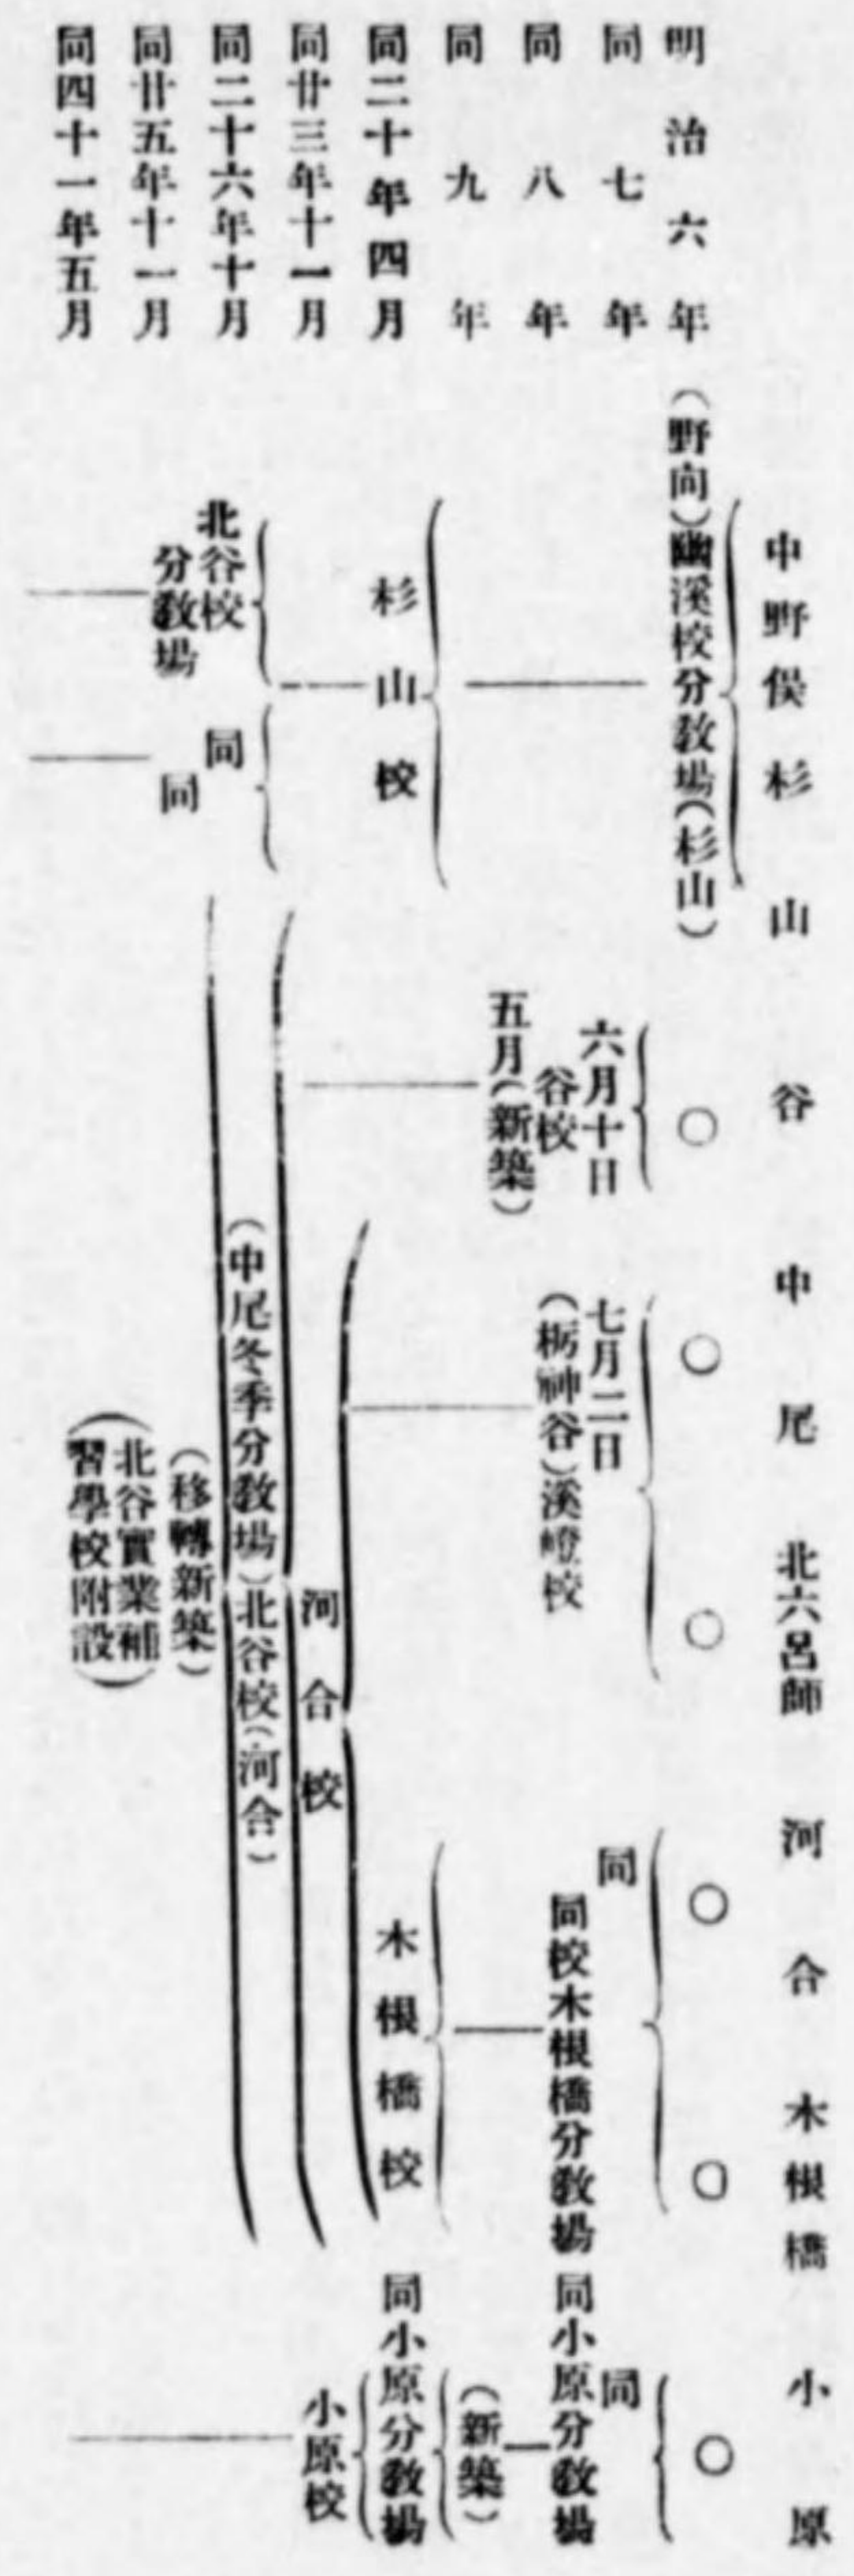 中野俣 杉山 谷 中尾 北六呂師 河合 木根橋 小原
明治六年 (野向)幽溪校分敎場(杉山) 〇 〇 〇 〇 〇 〇
同七年 六月十日 七月二日 同 同
谷校 (栃神谷)溪嶝校 同校木根橋分敎場 同小原分敎場
同八年 五月(新築)
同九年 (新築)
同二十年四月 杉山校 木根橋校 同小原分敎場
同廿三年十一月 河合校 小原校
同二十六年十月 北谷校分敎場 同同 (中尾冬季分敎場)北谷校(河合)
同廿五年十一月 (移轉新築)
同四十一年五月 (北谷實業補習學校附設)